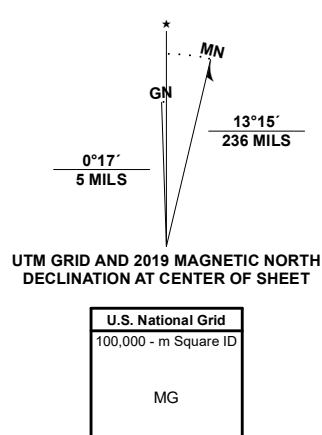 ★
MN
GN
13°15´
236 MILS
0°17´
5 MILS
UTM GRID AND 2019 MAGNETIC NORTH
DECLINATION AT CENTER OF SHEET
U.S. National Grid
100,000 - m Square ID
MG